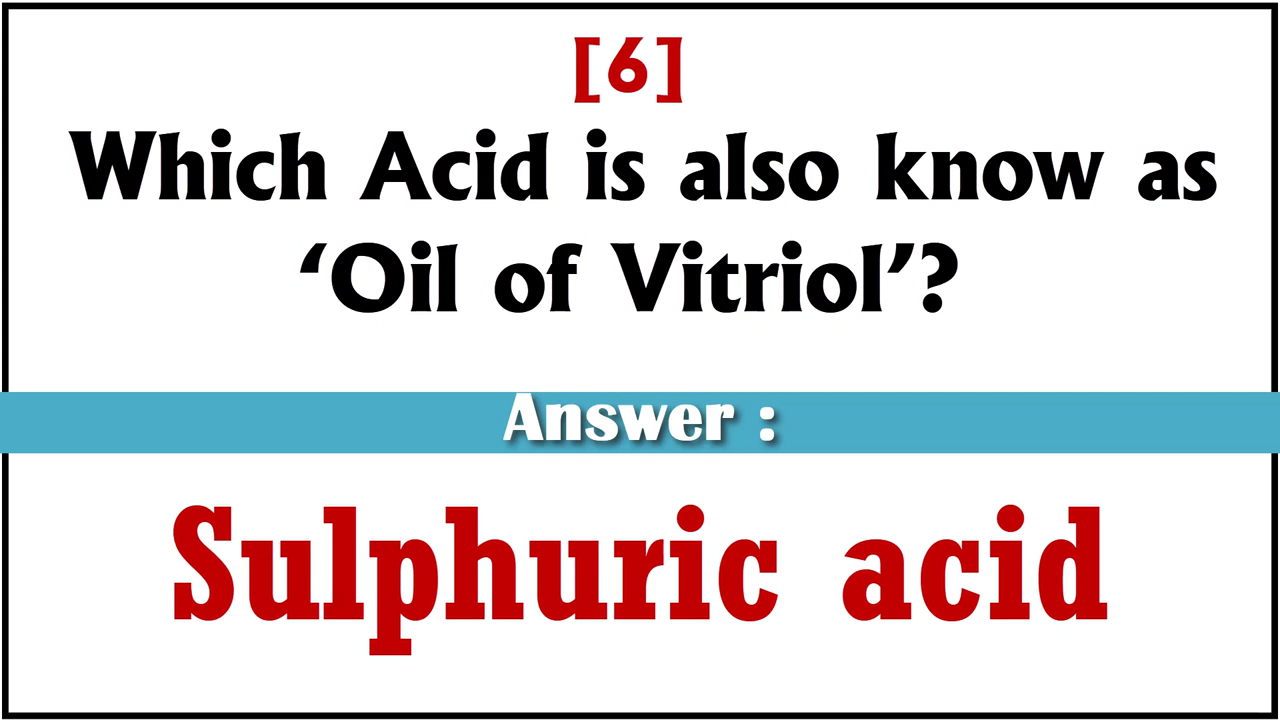 [6]
Which Acid is also know as
‘Oil of Vitriol’?
Answer :
Sulphuric acid